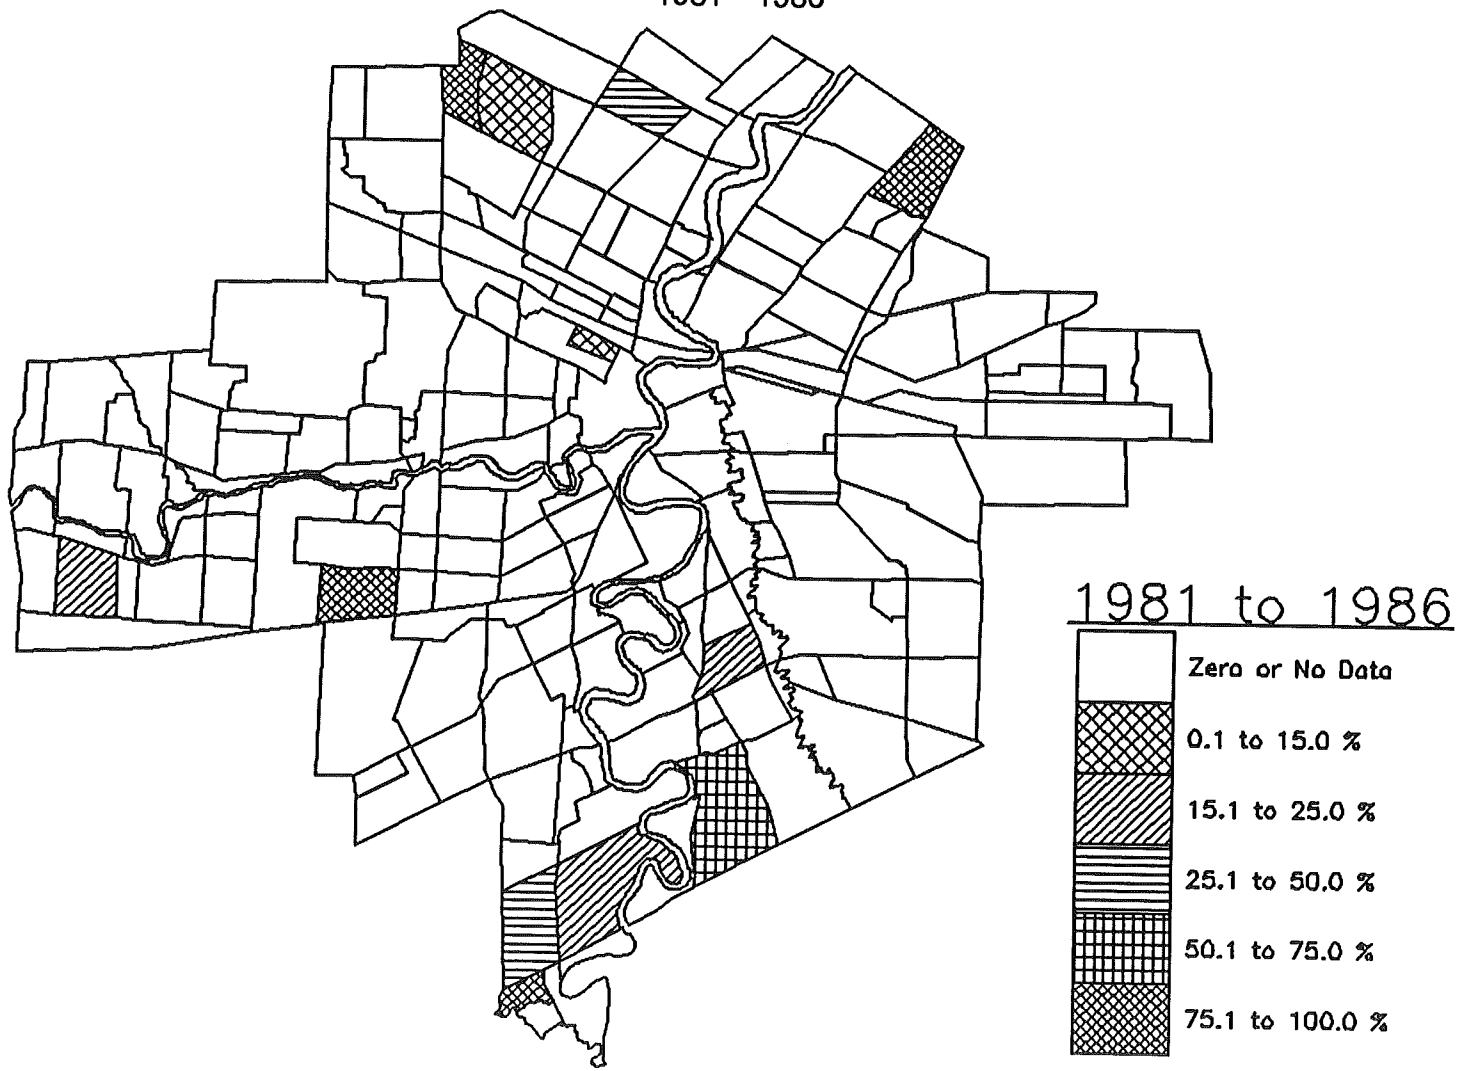 1981 to 1986
Zero or No Data
0.1 to 15.0 %
15.1 to 25.0 %
25.1 to 50.0 %
50.1 to 75.0 %
75.1 to 100.0 %